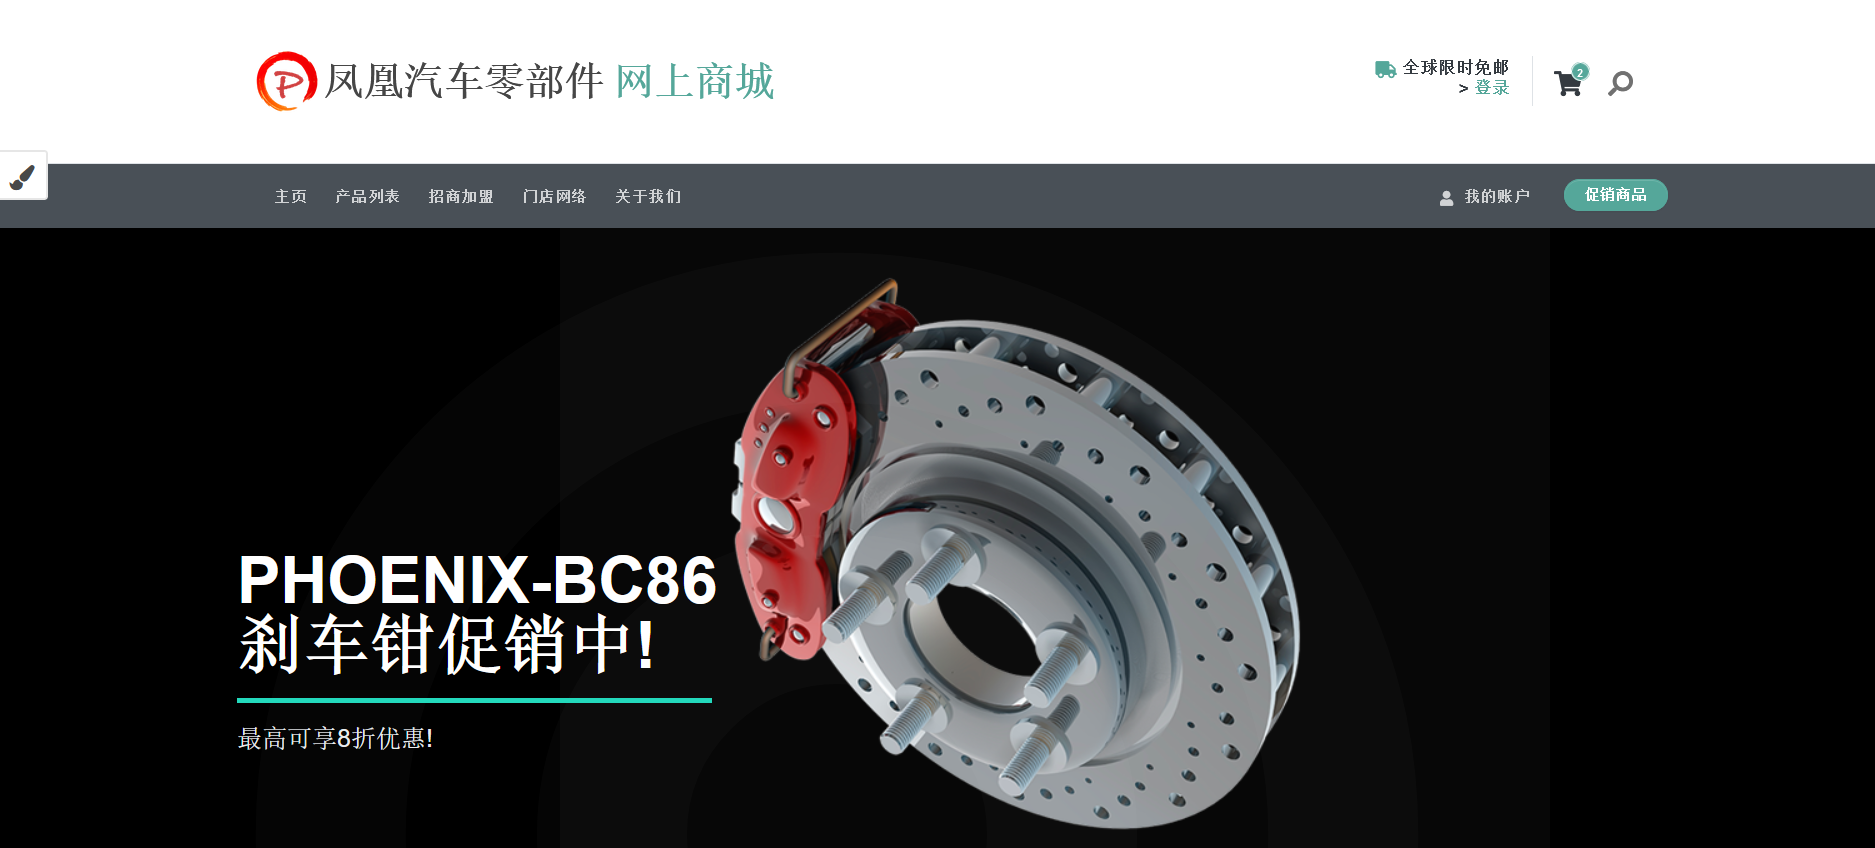 P
凤凰汽车零部件 网上商城
全球限时免邮
> 登录
2
主页 产品列表 招商加盟 门店网络 关于我们
我的账户
促销商品
PHOENIX-BC86
刹车钳促销中!
最高可享8折优惠!